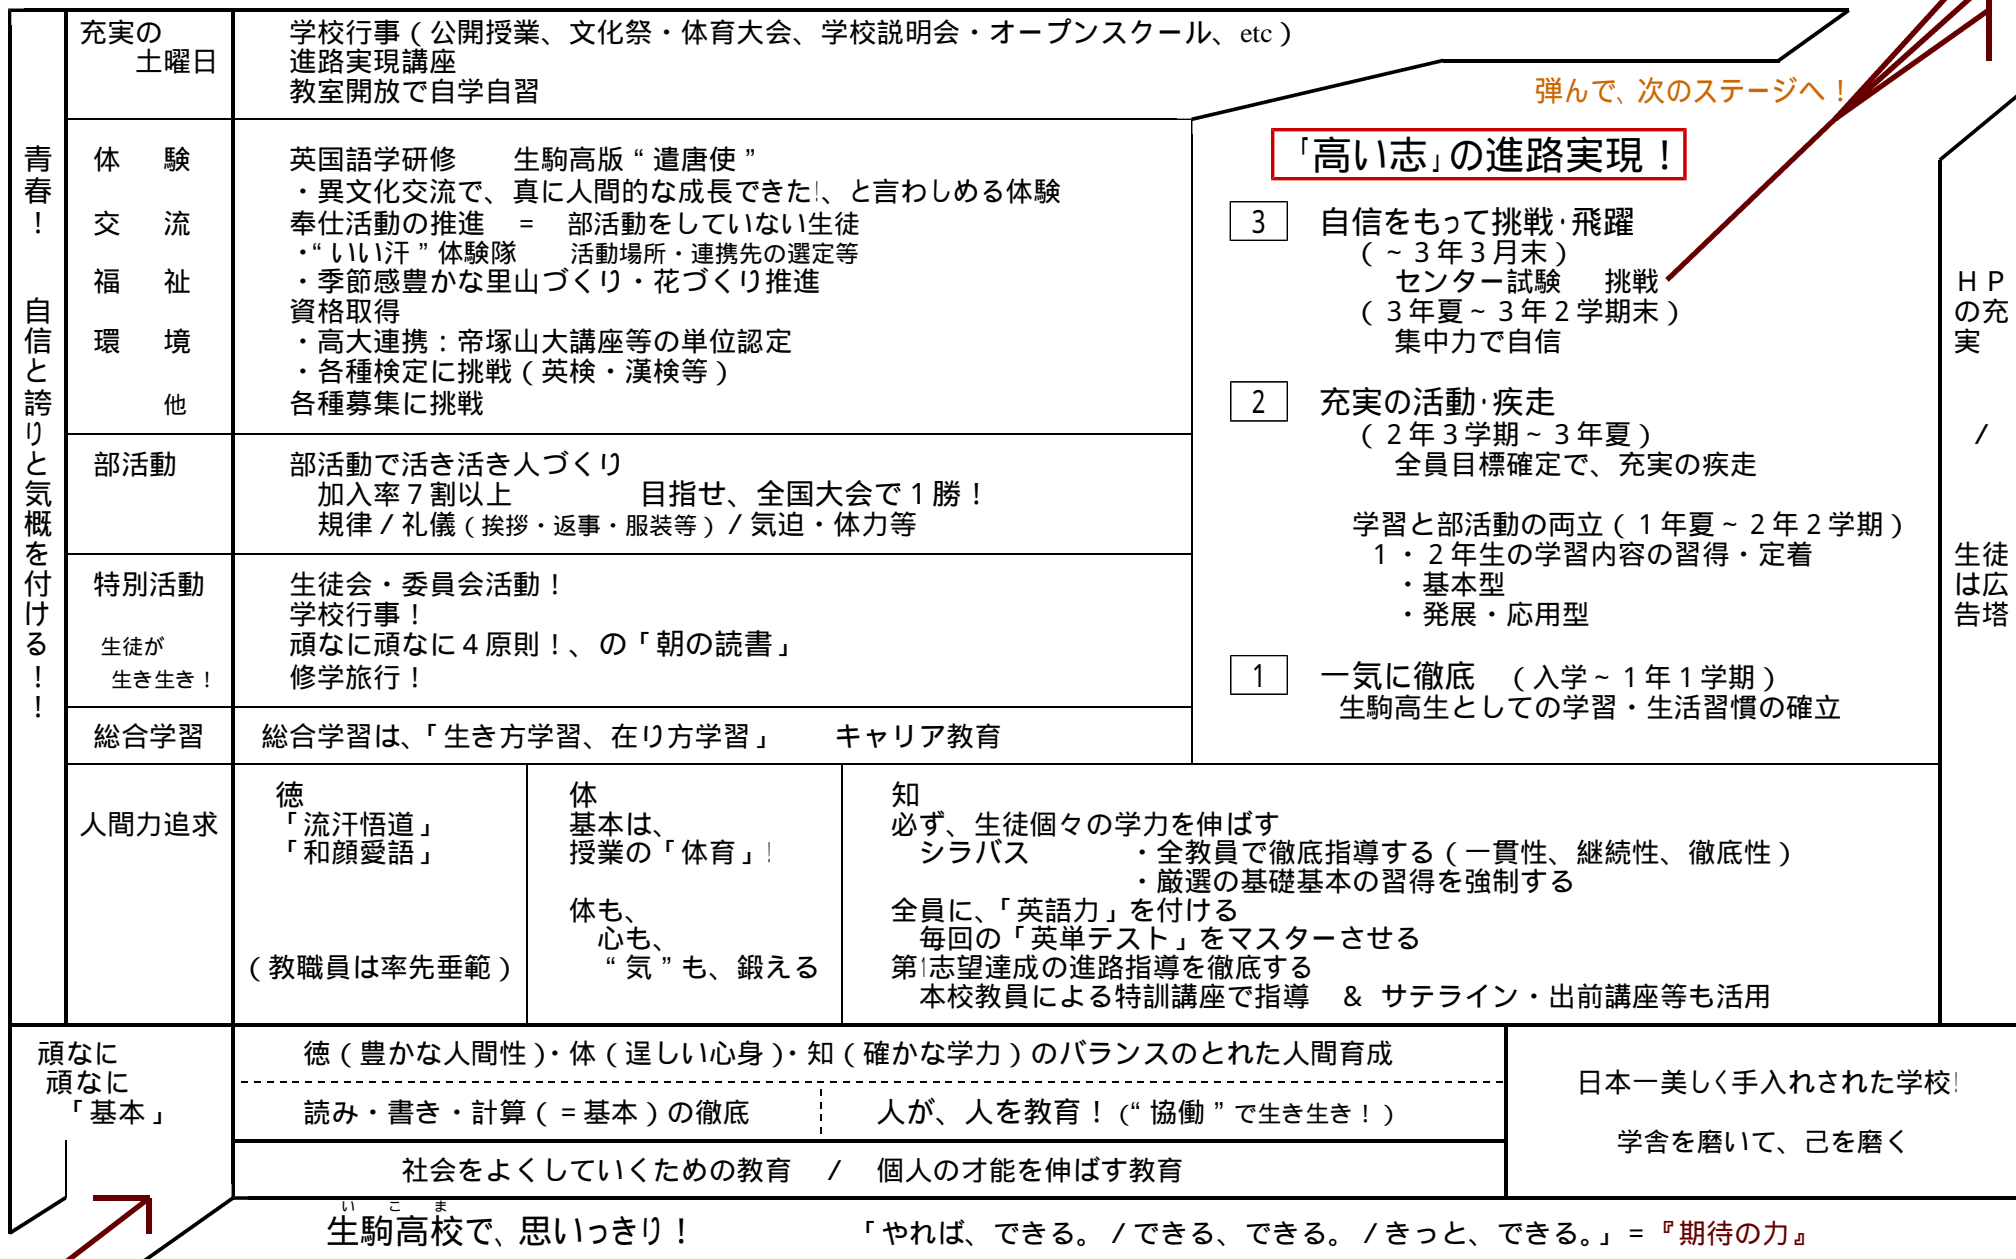 充実の
土曜日
学校行事（公開授業、文化祭・体育大会、学校説明会・オープンスクール、etc）
進路実現講座
教室開放で自学自習
弾んで、次のステージへ！
青春！　自信と誇りと気概を付ける！！
体　験
交　流
福　祉
環　境
他
英国語学研修　生駒高版“遣唐使”
・異文化交流で、真に人間的な成長できた!、と言わしめる体験
奉仕活動の推進　=　部活動をしていない生徒
・“いい汗”体験隊　活動場所・連携先の選定等
・季節感豊かな里山づくり・花づくり推進
資格取得
・高大連携：帝塚山大講座等の単位認定
・各種検定に挑戦（英検・漢検等）
各種募集に挑戦
部活動
部活動で活き活き人づくり
加入率７割以上　目指せ、全国大会で1勝！
規律/礼儀（挨拶・返事・服装等）/気迫・体力等
特別活動
生徒が
生き生き！
生徒会・委員会活動！
学校行事！
頑なに頑なに４原則！、の「朝の読書」
修学旅行！
総合学習
総合学習は、「生き方学習、在り方学習」　キャリア教育
「高い志」の進路実現！
3　自信をもって挑戦・飛躍
（~３年３月末）
センター試験　挑戦
（３年夏~３年２学期末）
集中力で自信
2　充実の活動・疾走
（２年３学期~３年夏）
全員目標確定で、充実の疾走
学習と部活動の両立（１年夏~２年２学期）
１・２年生の学習内容の習得・定着
・基本型
・発展・応用型
1　一気に徹底　（入学~１年１学期）
生駒高生としての学習・生活習慣の確立
ＨＰ
の充
実
/
生徒
は広
告塔
人間力追求
徳
「流汗悟道」
「和顔愛語」
（教職員は率先垂範）
体
基本は、
授業の「体育」!
体も、
心も、
“気”も、鍛える
知
必ず、生徒個々の学力を伸ばす
シラバス　・全教員で徹底指導する（一貫性、継続性、徹底性）
・厳選の基礎基本の習得を強制する
全員に、「英語力」を付ける
毎回の「英単テスト」をマスターさせる
第1志望達成の進路指導を徹底する
本校教員による特訓講座で指導　&　サテライン・出前講座等も活用
頑なに
頑なに
「基本」
徳（豊かな人間性）・体（逞しい心身）・知（確かな学力）のバランスのとれた人間育成
読み・書き・計算（=基本）の徹底
人が、人を教育！（“協働”で生き生き！）
社会をよくしていくための教育　/　個人の才能を伸ばす教育
日本一美しく手入れされた学校!
学舎を磨いて、己を磨く
いこま
生駒高校で、思いっきり！　「やれば、できる。/できる、できる。/きっと、できる。」=『期待の力』